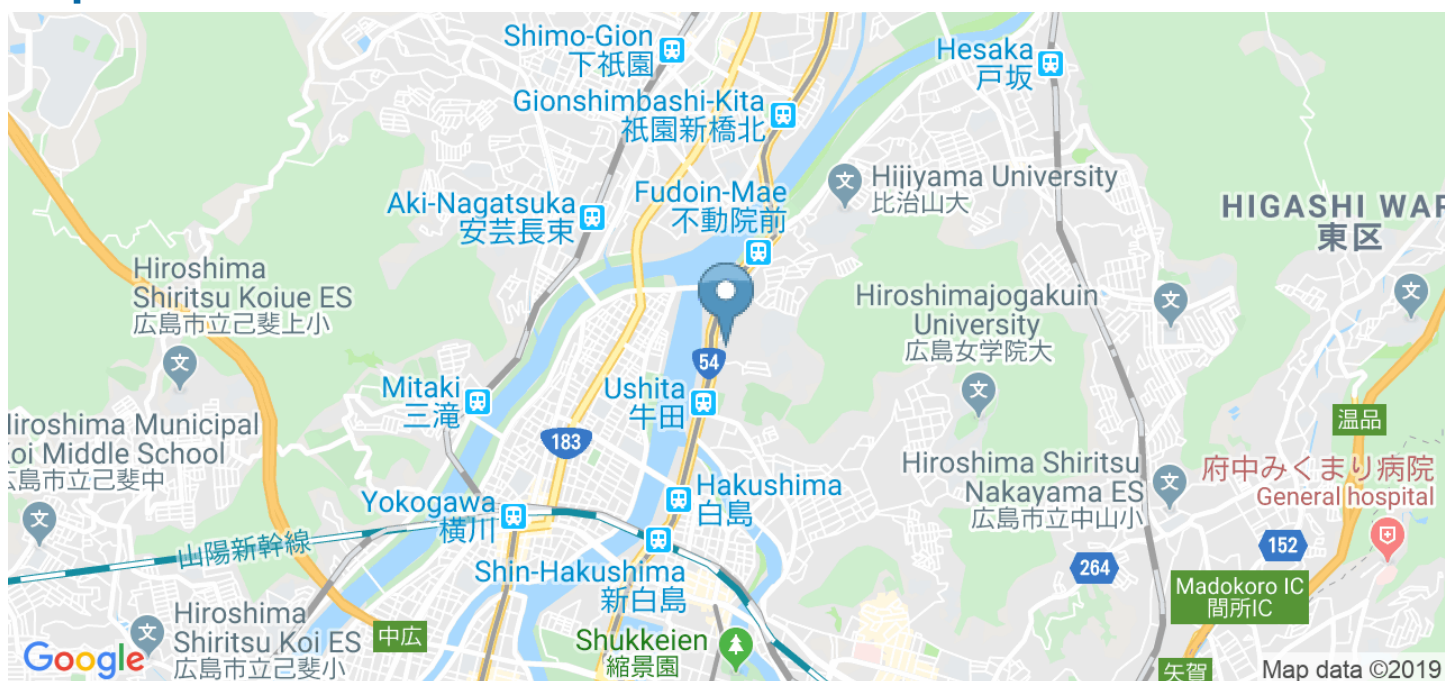 Shimo-Gion
下祇園
Hesaka
戸坂
Gionshimbashi-Kita
祇園新橋北
Hijiyama University
比治山大
Fudoin-Mae
不動院前
Aki-Nagatsuka
安芸長束
HIGASHI WAR
東区
Hiroshima
Shiritsu Koiue ES
広島市立己斐上小
Hiroshimajogakuin
University
広島女学院大
54
Mitaki
三滝
Ushita
牛田
183
温品
Hiroshima Municipal
Koi Middle School
広島市立己斐中
Hiroshima Shiritsu
Nakayama ES
広島市立中山小
府中みくまり病院
General hospital
Hakushima
白島
Yokogawa
横川
山陽新幹線
152
264
Shin-Hakushima
新白島
Madokoro IC
間所IC
Hiroshima
Shiritsu Koi ES
広島市立己斐小
中広
Shukkeien
縮景園
Google
矢賀
Map data ©2019